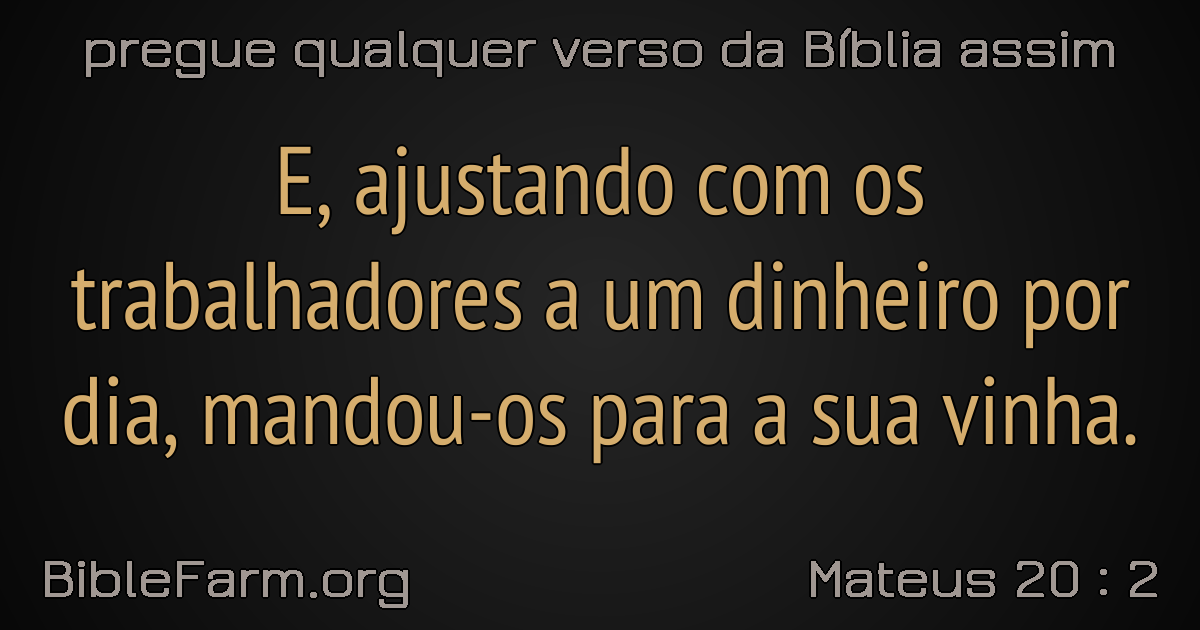 pregue qualquer verso da Bíblia assim
E, ajustando com os
trabalhadores a um dinheiro por
dia, mandou-os para a sua vinha.
BibleFarm.org
Mateus 20 : 2